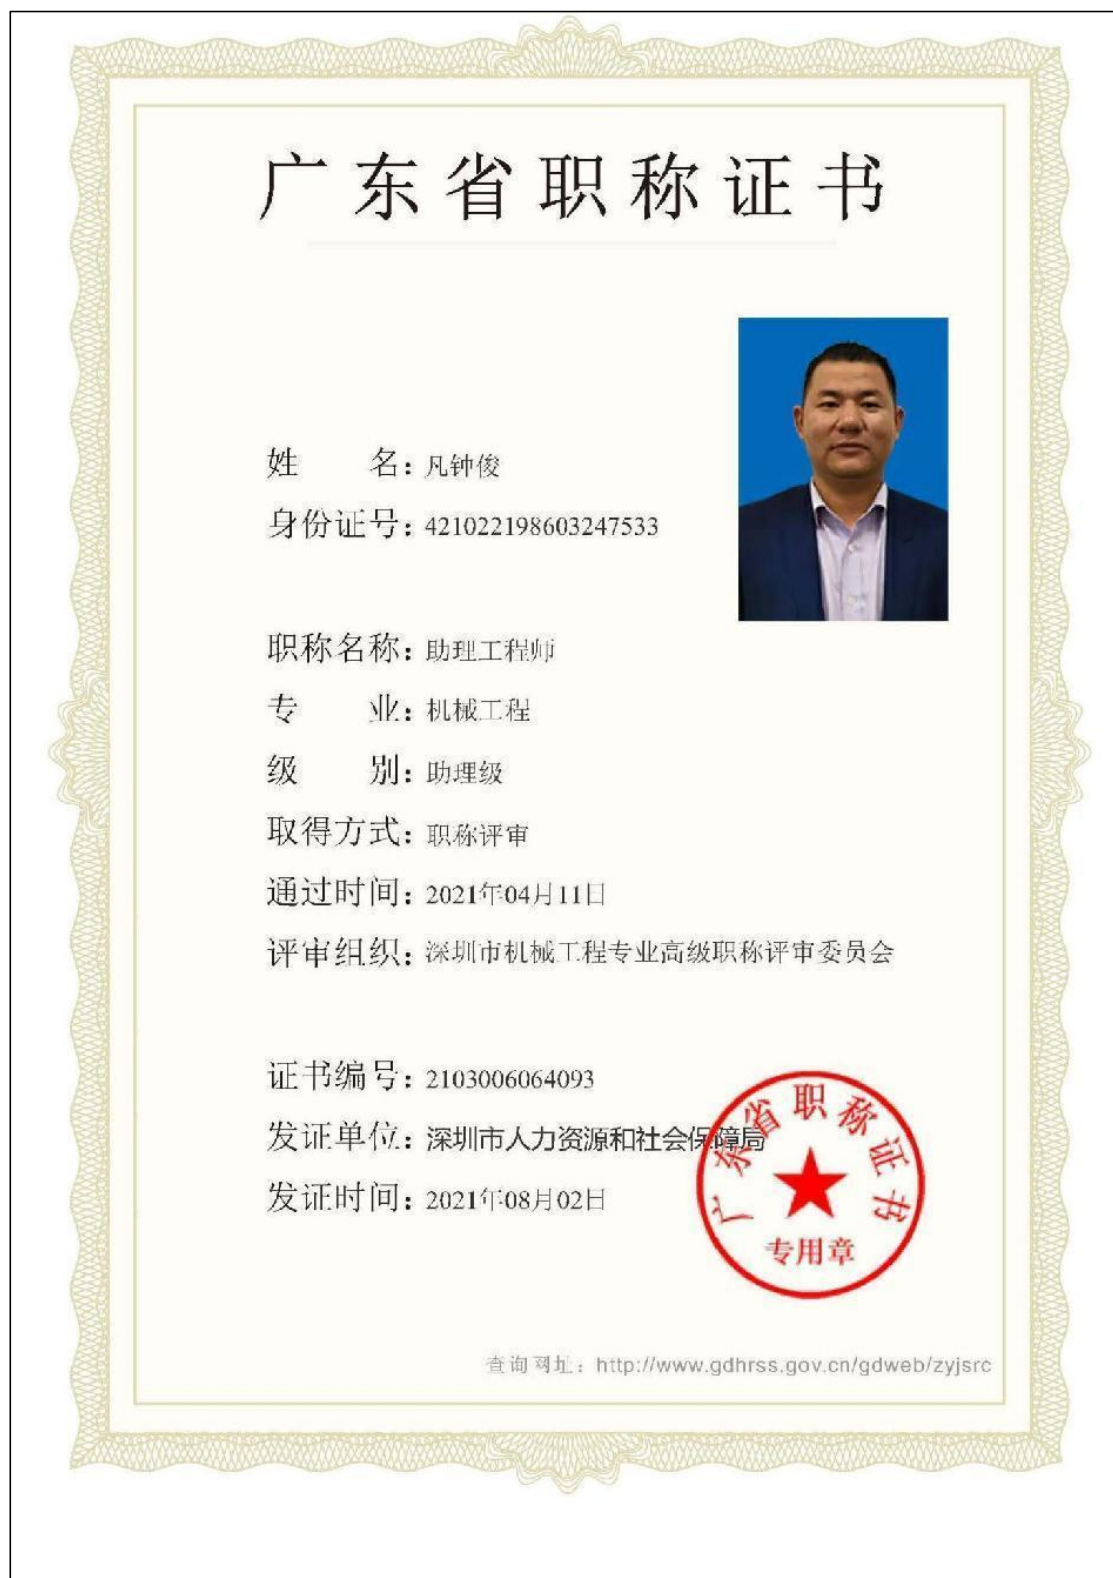 广东省职称证书
姓 名：凡钟俊
身份证号：421022198603247533
职称名称：助理工程师
专 业：机械工程
级 别：助理级
取得方式：职称评审
通过时间：2021年04月11日
评审组织：深圳市机械工程专业高级职称评审委员会
证书编号：2103006064093
发证单位：深圳市人力资源和社会保障局
发证时间：2021年08月02日
广东省职称证书
专用章
查询网址：http://www.gdhrss.gov.cn/gdweb/zyjsrc